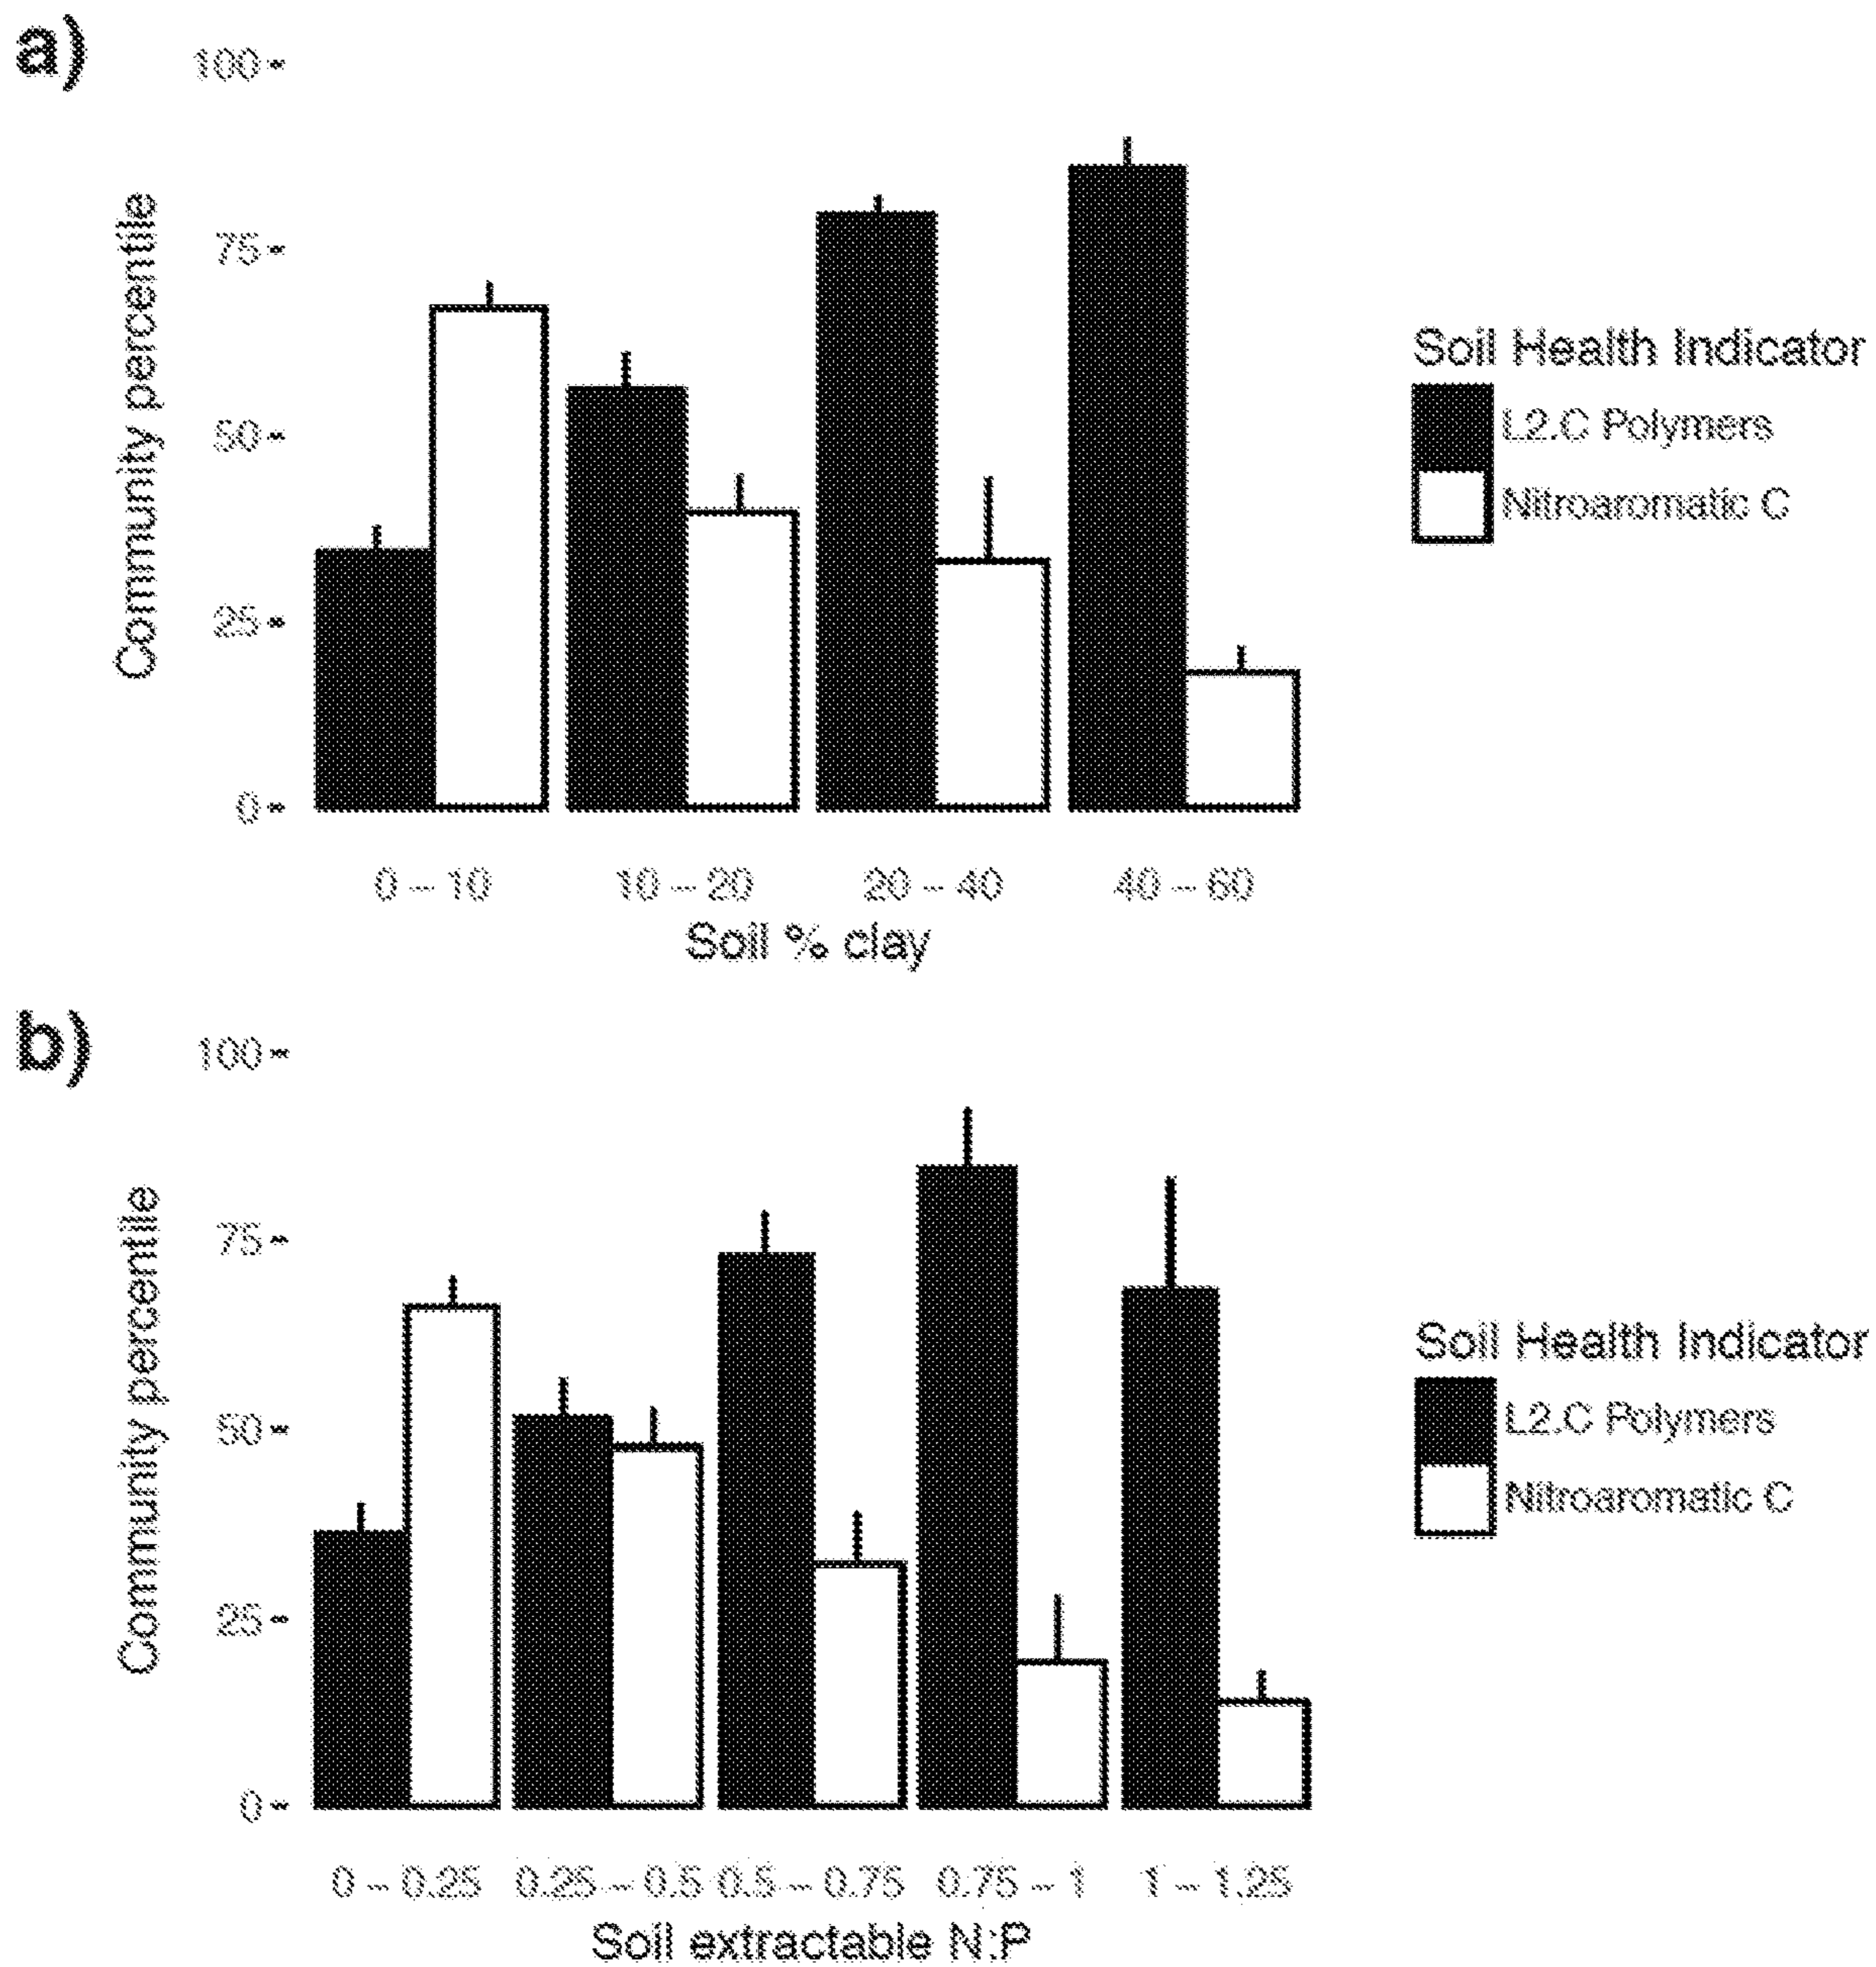 a)
100
75
50
25
0
Community percentile
0 – 10
10 – 20
20 – 40
40 – 60
Soil % clay
Soil Health Indicator
L2.C Polymers
Nitroaromatic C
b)
100
75
50
25
0
Community percentile
0 – 0.25
0.25 – 0.5
0.5 – 0.75
0.75 – 1
1 – 1.25
Soil extractable N:P
Soil Health Indicator
L2.C Polymers
Nitroaromatic C